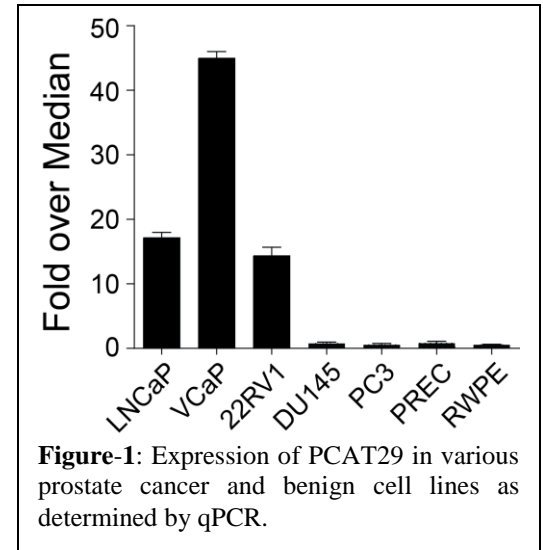 50
40
30
20
10
0
Fold over Median
LNCaP
VCaP
22RV1
DU145
PC3
PREC
RWPE
Figure-1: Expression of PCAT29 in various
prostate cancer and benign cell lines as
determined by qPCR.